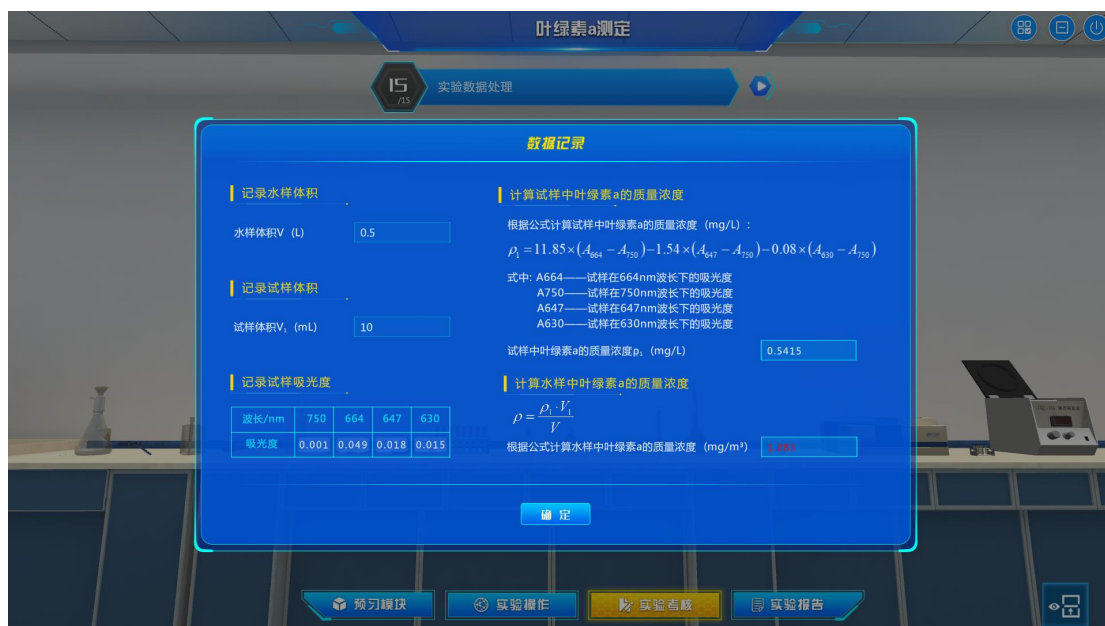 叶绿素a测定
15
/15
实验数据处理
数据记录
记录水样体积
水样体积V (L)
0.5
记录试样体积
试样体积V₁ (mL)
10
记录试样吸光度
波长/nm 750 664 647 630
吸光度 0.001 0.049 0.018 0.015
计算试样中叶绿素a的质量浓度
根据公式计算试样中叶绿素a的质量浓度 (mg/L) :
ρ₁ = 11.85×(A₆₆₄ − A₇₅₀)−1.54×(A₆₄₇ − A₇₅₀)−0.08×(A₆₃₀ − A₇₅₀)
式中: A664——试样在664nm波长下的吸光度
A750——试样在750nm波长下的吸光度
A647——试样在647nm波长下的吸光度
A630——试样在630nm波长下的吸光度
试样中叶绿素a的质量浓度ρ₁ (mg/L)
0.5415
计算水样中叶绿素a的质量浓度
ρ = ρ₁·V₁ / V
根据公式计算水样中叶绿素a的质量浓度 (mg/m³)
确定
预习模块
实验操作
实验考核
实验报告